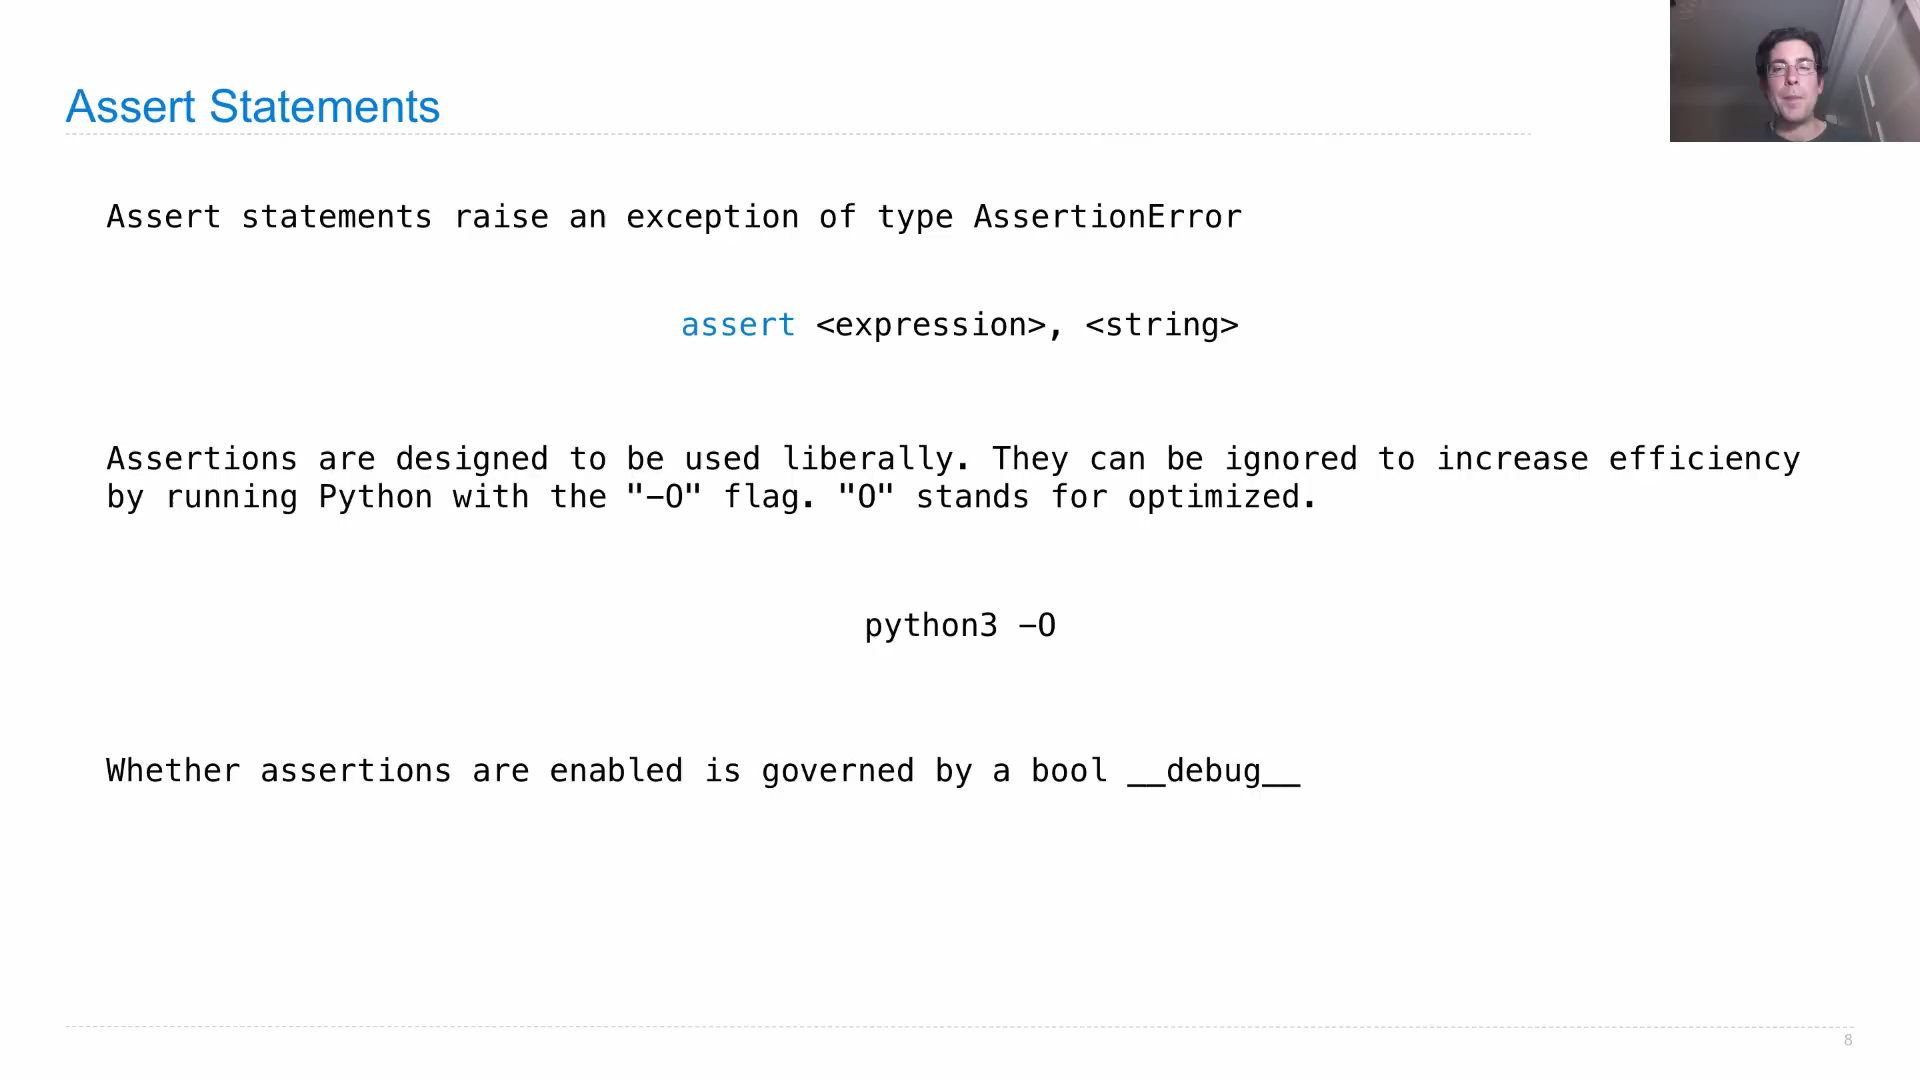 Assert Statements
Assert statements raise an exception of type AssertionError
assert <expression>, <string>
Assertions are designed to be used liberally. They can be ignored to increase efficiency
by running Python with the "-O" flag. "O" stands for optimized.
python3 -O
Whether assertions are enabled is governed by a bool __debug__
8